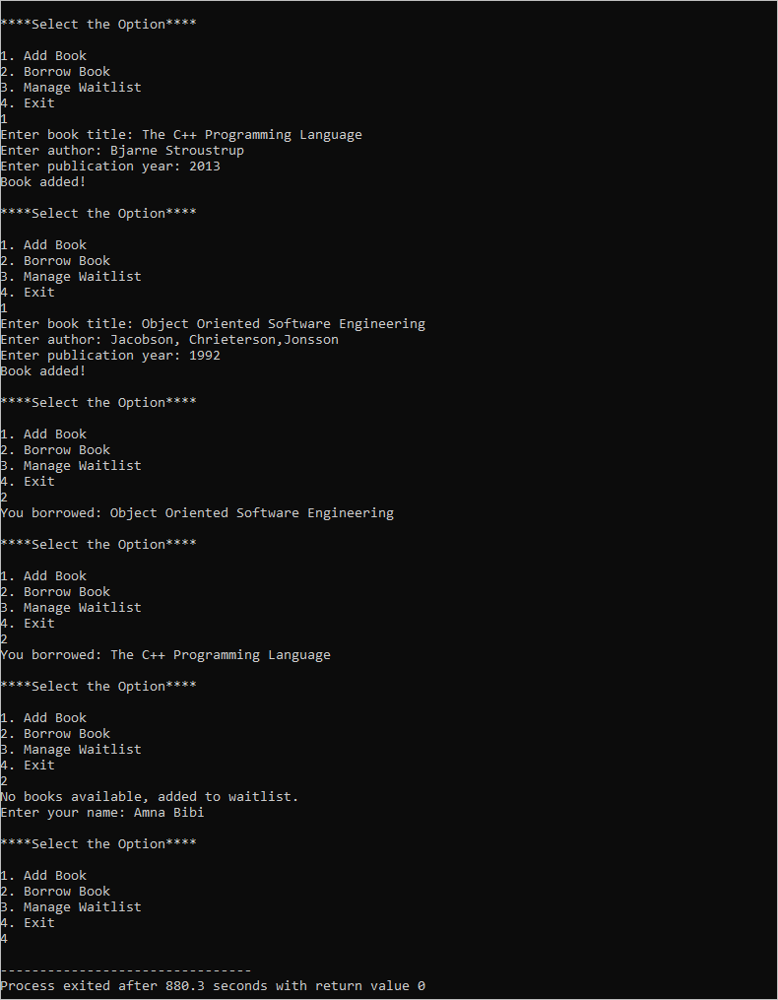 ****Select the Option****
1. Add Book
2. Borrow Book
3. Manage Waitlist
4. Exit
1
Enter book title: The C++ Programming Language
Enter author: Bjarne Stroustrup
Enter publication year: 2013
Book added!
****Select the Option****
1. Add Book
2. Borrow Book
3. Manage Waitlist
4. Exit
1
Enter book title: Object Oriented Software Engineering
Enter author: Jacobson, Chrieterson,Jonsson
Enter publication year: 1992
Book added!
****Select the Option****
1. Add Book
2. Borrow Book
3. Manage Waitlist
4. Exit
2
You borrowed: Object Oriented Software Engineering
****Select the Option****
1. Add Book
2. Borrow Book
3. Manage Waitlist
4. Exit
2
You borrowed: The C++ Programming Language
****Select the Option****
1. Add Book
2. Borrow Book
3. Manage Waitlist
4. Exit
2
No books available, added to waitlist.
Enter your name: Amna Bibi
****Select the Option****
1. Add Book
2. Borrow Book
3. Manage Waitlist
4. Exit
4
--------------------------------
Process exited after 880.3 seconds with return value 0